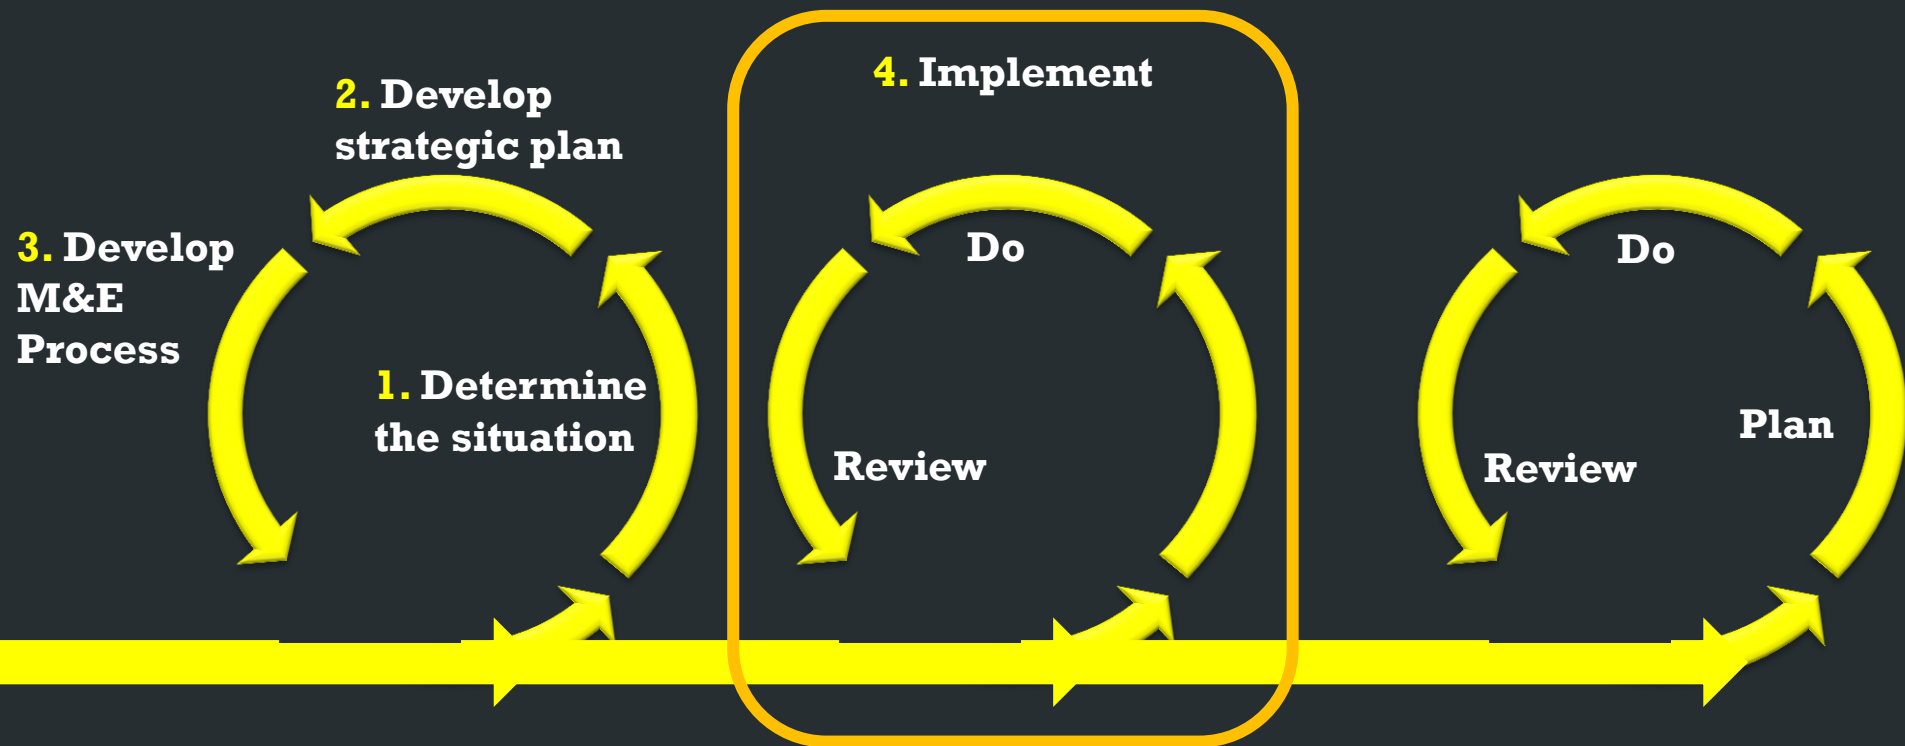 1. Determine
the situation
2. Develop
strategic plan
3. Develop
M&E
Process
4. Implement
Do
Review
Do
Plan
Review